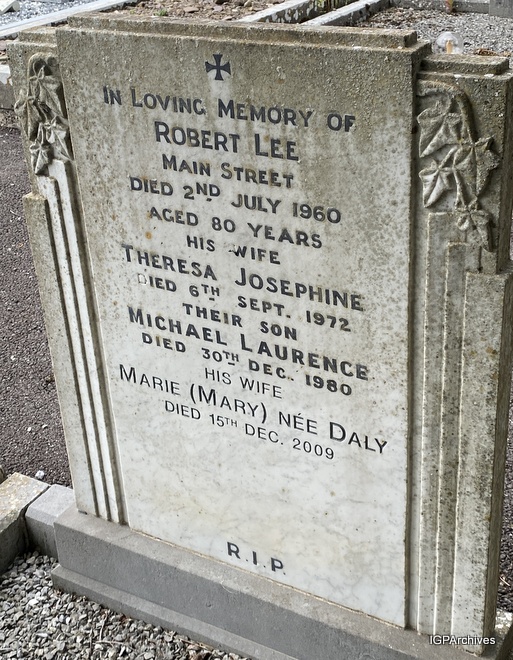 IN LOVING MEMORY OF
ROBERT LEE
MAIN STREET
DIED 2ND JULY 1960
AGED 80 YEARS
HIS WIFE
THERESA JOSEPHINE
DIED 6TH SEPT. 1972
THEIR SON
MICHAEL LAURENCE
DIED 30TH DEC. 1980
HIS WIFE
MARIE (MARY) NÉE DALY
DIED 15TH DEC. 2009
R.I.P.
IGPArchives